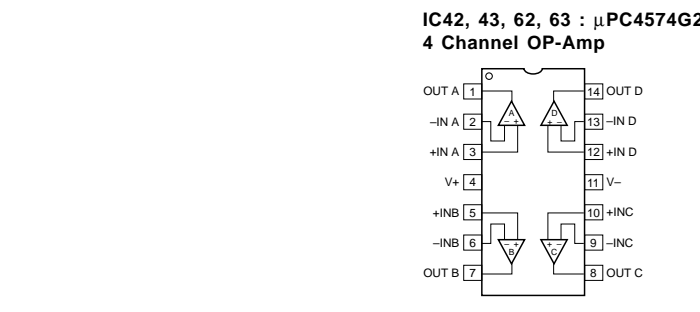 IC42, 43, 62, 63 : μPC4574G2
4 Channel OP-Amp
OUT A 1 14 OUT D
A D
– + + –
–IN A 2 13 –IN D
+IN A 3 12 +IN D
V+ 4 11 V–
+INB 5 10 +INC
–INB 6 9 –INC
– + + –
B C
OUT B 7 8 OUT C